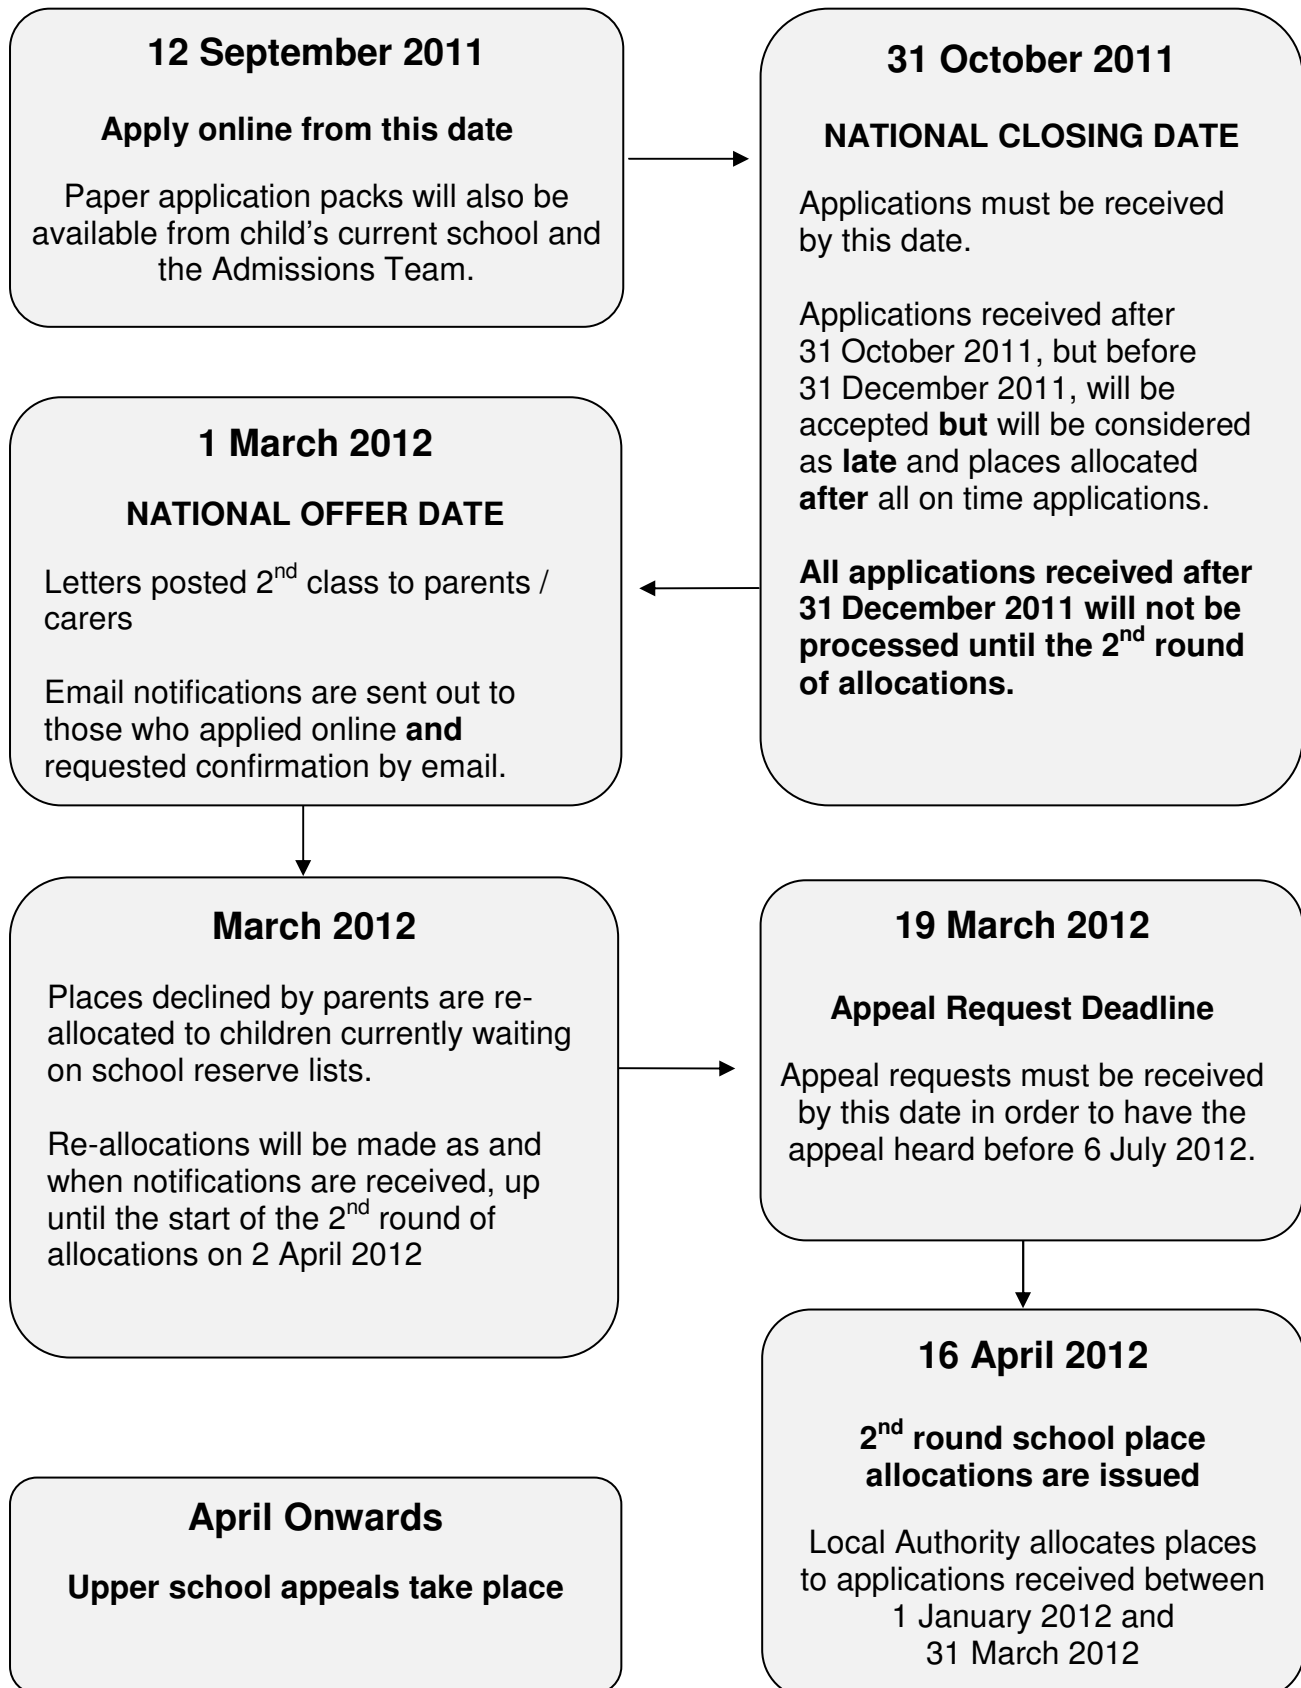 12 September 2011
Apply online from this date
Paper application packs will also be
available from child's current school and
the Admissions Team.
31 October 2011
NATIONAL CLOSING DATE
Applications must be received
by this date.
Applications received after
31 October 2011, but before
31 December 2011, will be
accepted but will be considered
as late and places allocated
after all on time applications.
All applications received after
31 December 2011 will not be
processed until the 2nd round
of allocations.
1 March 2012
NATIONAL OFFER DATE
Letters posted 2nd class to parents /
carers
Email notifications are sent out to
those who applied online and
requested confirmation by email.
March 2012
Places declined by parents are re-
allocated to children currently waiting
on school reserve lists.
Re-allocations will be made as and
when notifications are received, up
until the start of the 2nd round of
allocations on 2 April 2012
19 March 2012
Appeal Request Deadline
Appeal requests must be received
by this date in order to have the
appeal heard before 6 July 2012.
16 April 2012
2nd round school place
allocations are issued
Local Authority allocates places
to applications received between
1 January 2012 and
31 March 2012
April Onwards
Upper school appeals take place